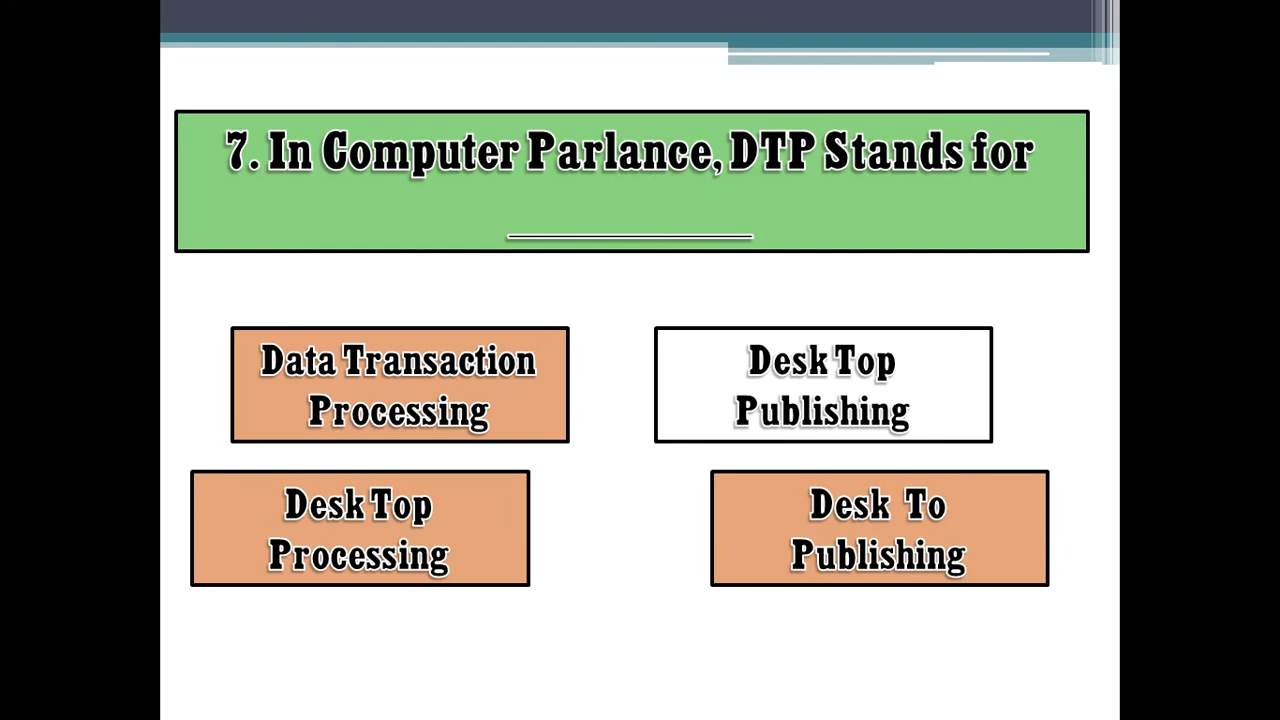 7. In Computer Parlance, DTP Stands for
__________
Data Transaction
Processing
Desk Top
Publishing
Desk Top
Processing
Desk To
Publishing